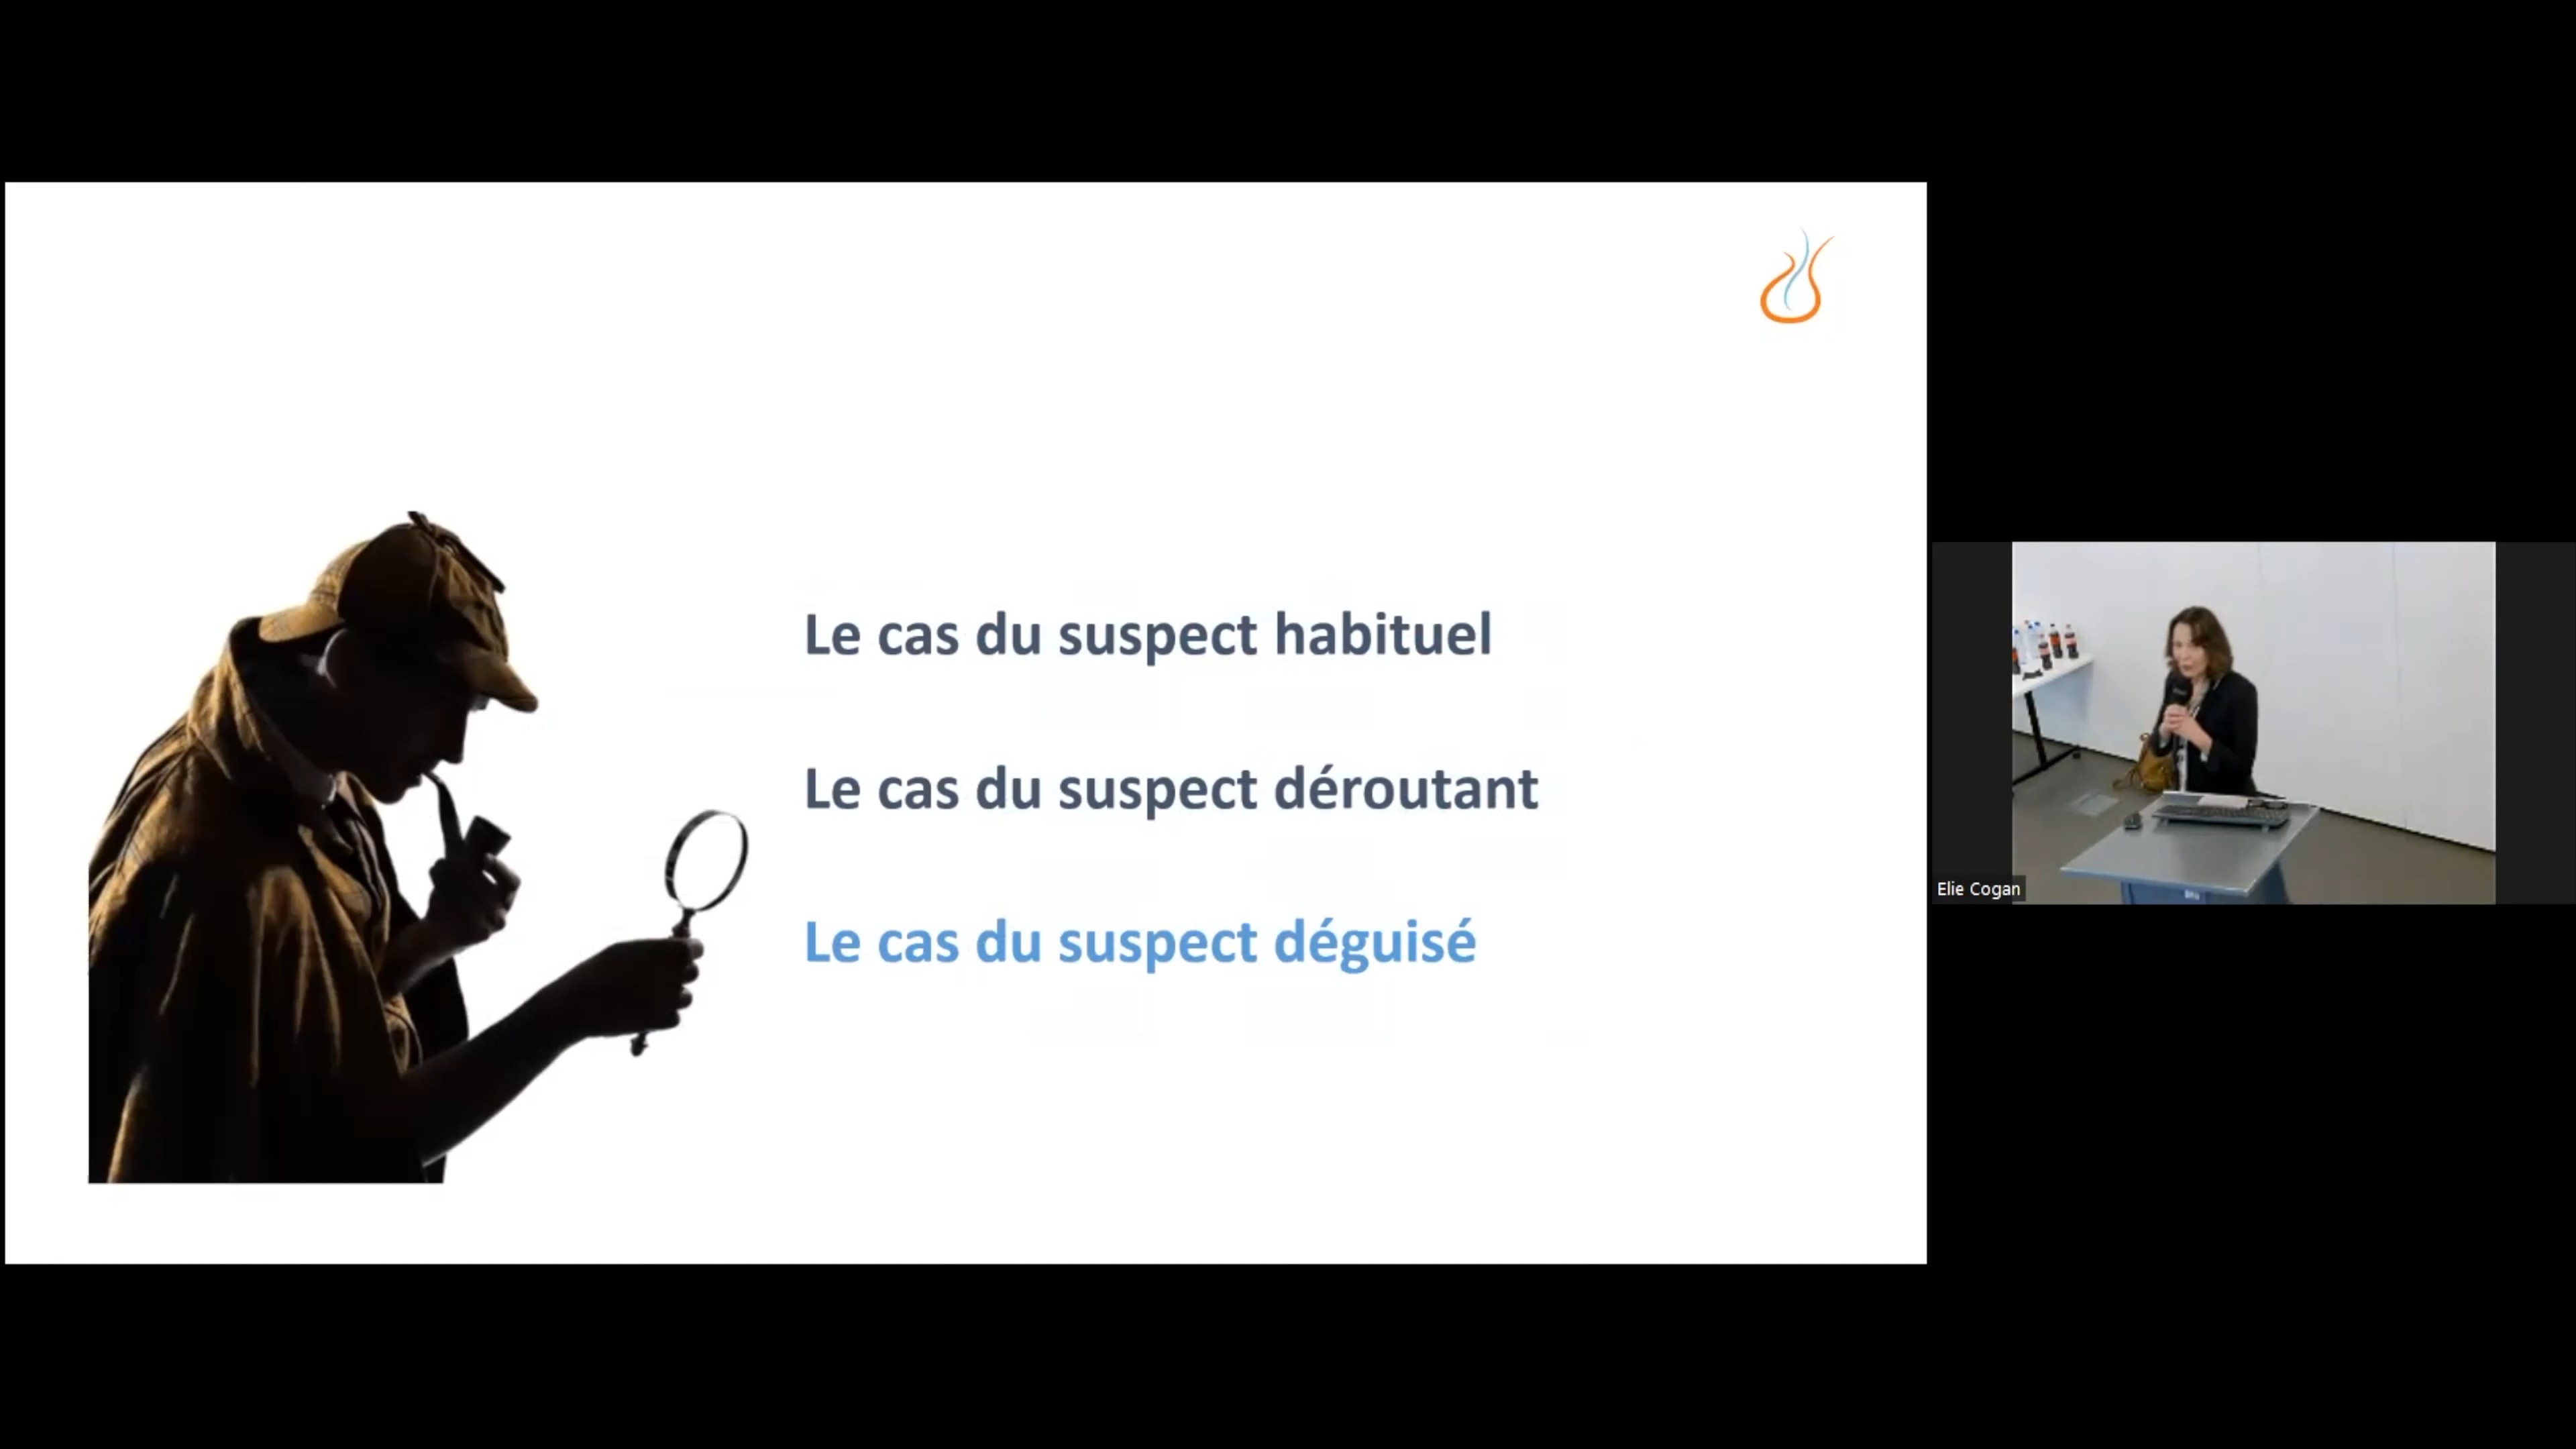 Le cas du suspect habituel
Le cas du suspect déroutant
Le cas du suspect déguisé
Elie Cogan